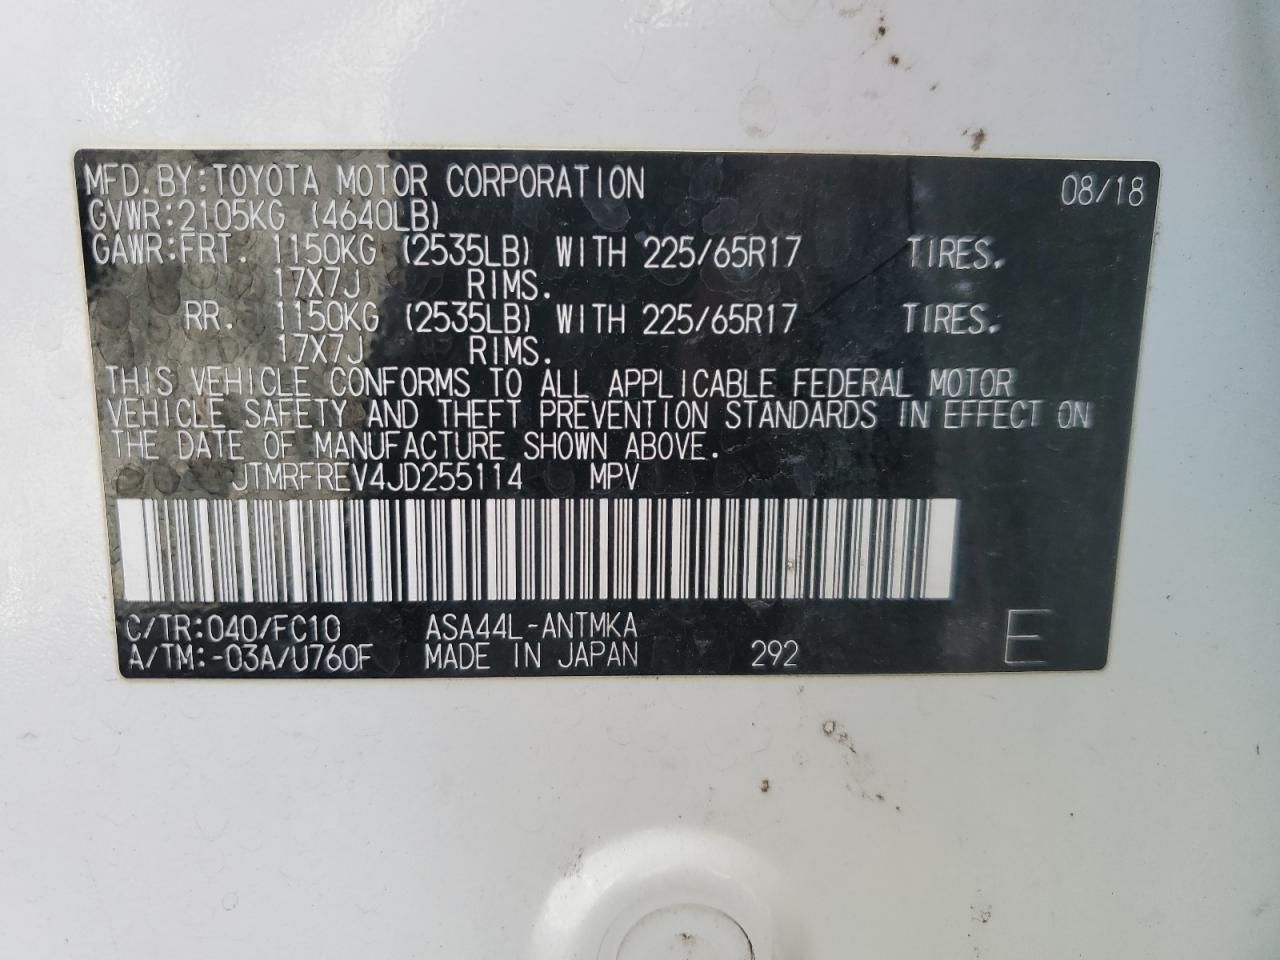 MFD.BY:TOYOTA MOTOR CORPORATION 08/18
GVWR:2105KG (4640LB)
GAWR:FRT. 1150KG (2535LB) WITH 225/65R17 TIRES.
17X7J RIMS.
RR. 1150KG (2535LB) WITH 225/65R17 TIRES.
17X7J RIMS.
THIS VEHICLE CONFORMS TO ALL APPLICABLE FEDERAL MOTOR
VEHICLE SAFETY AND THEFT PREVENTION STANDARDS IN EFFECT ON
THE DATE OF MANUFACTURE SHOWN ABOVE.
JTMRFREV4JD255114 MPV
C/TR:040/FC10 ASA44L-ANTMKA
A/TM:-03A/U760F MADE IN JAPAN 292 E